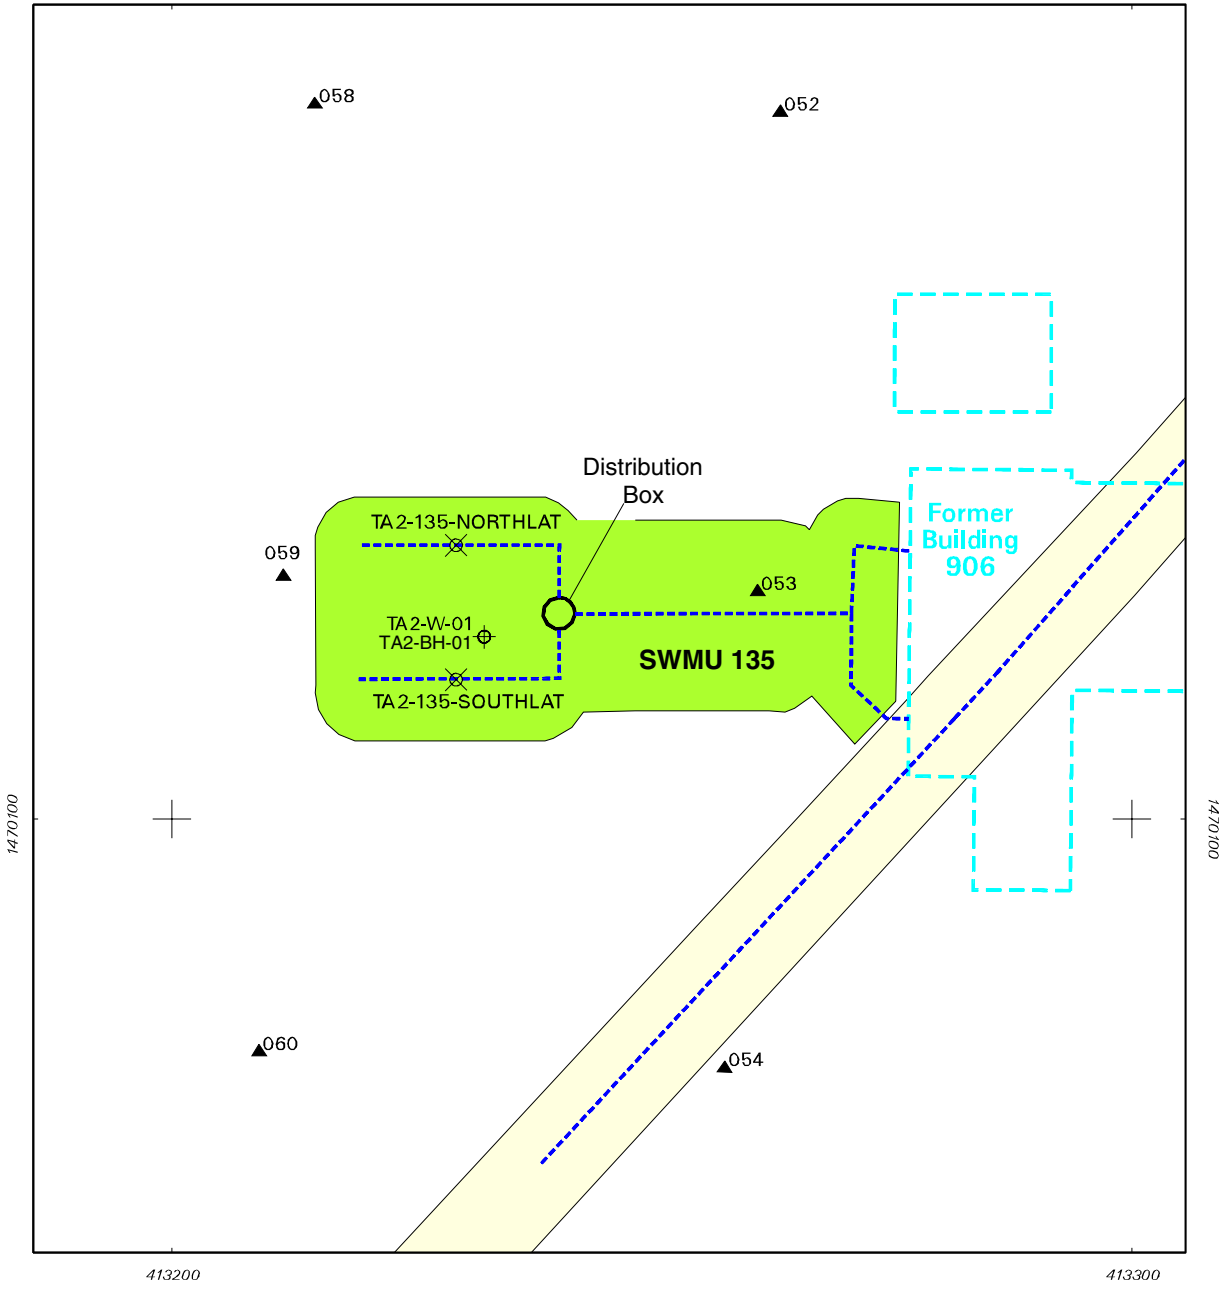 058
052
Distribution
Box
TA2-135-NORTHLAT
Former
Building
906
059
053
TA2-W-01
TA2-BH-01
SWMU 135
TA2-135-SOUTHLAT
1470100
1470100
060
054
413200
413300